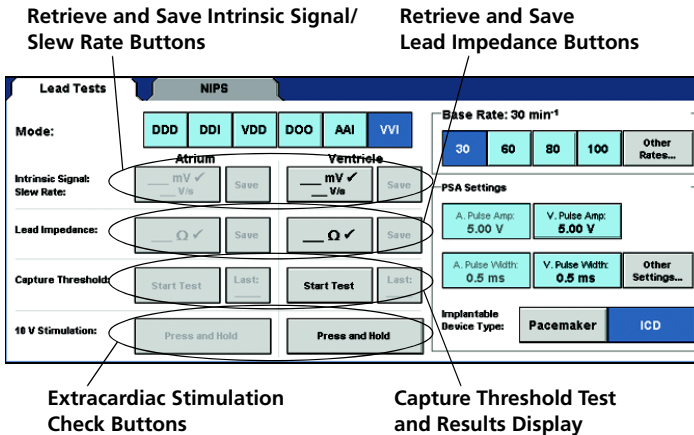 Retrieve and Save Intrinsic Signal/
Slew Rate Buttons
Retrieve and Save
Lead Impedance Buttons
Lead Tests
NIPS
Mode:
DDD DDI VDD DOO AAI VVI
Atrium Ventricle
Intrinsic Signal:
Slew Rate:
___ mV ✓
___ V/s
Save
___ mV ✓
___ V/s
Save
Lead Impedance:
___ Ω ✓
Save
___ Ω ✓
Save
Capture Threshold:
Start Test
Last:
____
Start Test
Last:
____
10 V Stimulation:
Press and Hold
Press and Hold
Base Rate: 30 min⁻¹
30 60 80 100
Other
Rates...
PSA Settings
A. Pulse Amp:
5.00 V
V. Pulse Amp:
5.00 V
A. Pulse Width:
0.5 ms
V. Pulse Width:
0.5 ms
Other
Settings...
Implantable
Device Type:
Pacemaker
ICD
Extracardiac Stimulation
Check Buttons
Capture Threshold Test
and Results Display